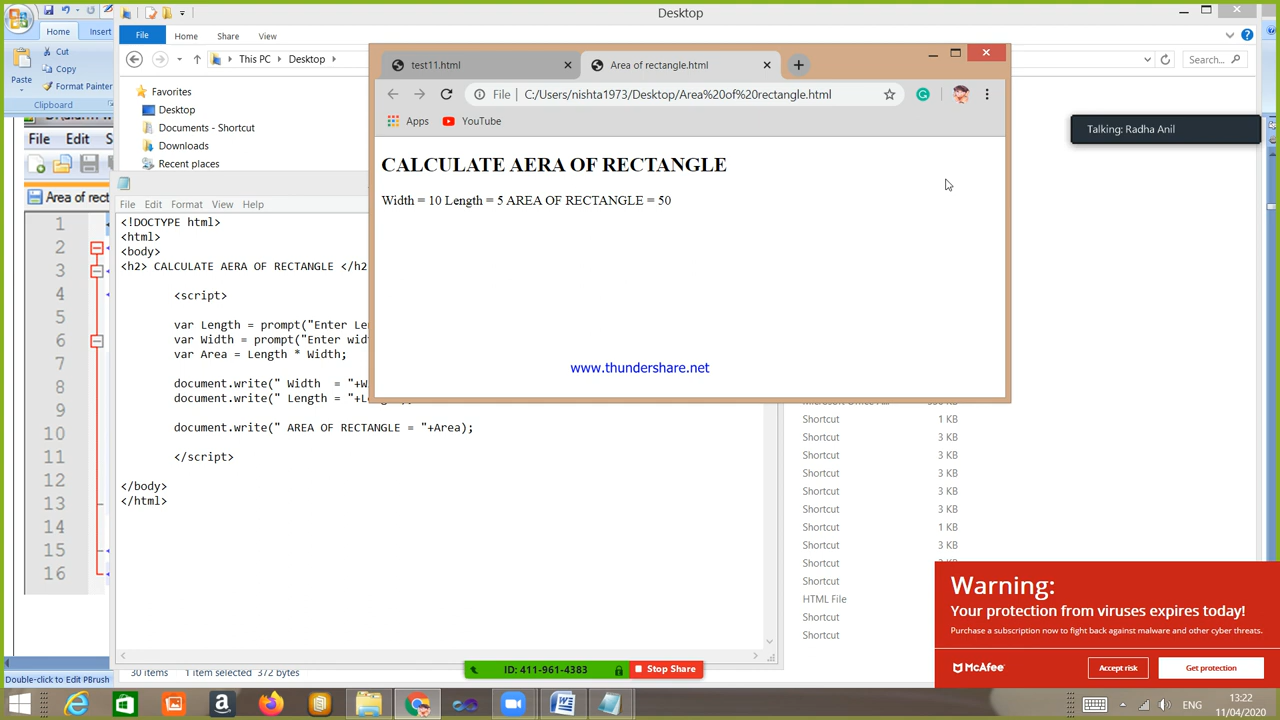 Desktop
Home Insert
File Home Share View
Cut
Copy
Format Painter
Paste
Clipboard
This PC Desktop
Search...
Favorites
Desktop
Documents - Shortcut
Downloads
Recent places
test11.html
Area of rectangle.html
File C:/Users/nishta1973/Desktop/Area%20of%20rectangle.html
Apps YouTube
CALCULATE AERA OF RECTANGLE
Width = 10 Length = 5 AREA OF RECTANGLE = 50
www.thundershare.net
Talking: Radha Anil
File Edit
Area of rect
1
2
3
4
5
6
7
8
9
10
11
12
13
14
15
16
File Edit Format View Help
<!DOCTYPE html>
<html>
<body>
<h2> CALCULATE AERA OF RECTANGLE </h2
<script>
var Length = prompt("Enter Le
var Width = prompt("Enter wid
var Area = Length * Width;
document.write(" Width = "+W
document.write(" Length = "+L
document.write(" AREA OF RECTANGLE = "+Area);
</script>
</body>
</html>
Shortcut 1 KB
Shortcut 3 KB
Shortcut 3 KB
Shortcut 3 KB
Shortcut 3 KB
Shortcut 3 KB
Shortcut 1 KB
Shortcut 3 KB
Shortcut 3 KB
Shortcut 3 KB
HTML File
Shortcut
Shortcut
Warning:
Your protection from viruses expires today!
Purchase a subscription now to fight back against malware and other cyber threats.
McAfee Accept risk Get protection
30 items 1 item selected 372 bytes
ID: 411-961-4383 Stop Share
Double-click to Edit PBrush
ENG
13:22
11/04/2020